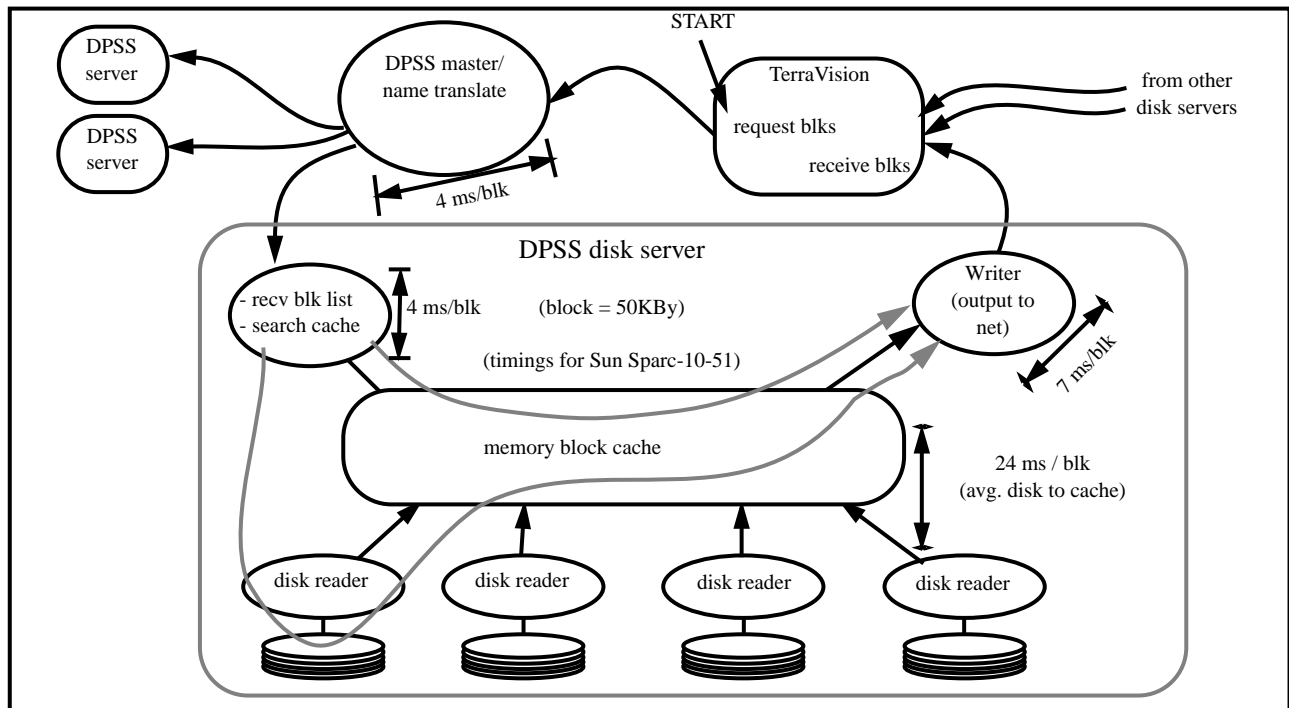 START
DPSS
server
DPSS master/
name translate
TerraVision
from other
disk servers
DPSS
server
request blks
receive blks
4 ms/blk
DPSS disk server
- recv blk list
- search cache
4 ms/blk
(block = 50KBy)
Writer
(output to
net)
(timings for Sun Sparc-10-51)
7 ms/blk
memory block cache
24 ms / blk
(avg. disk to cache)
disk reader
disk reader
disk reader
disk reader